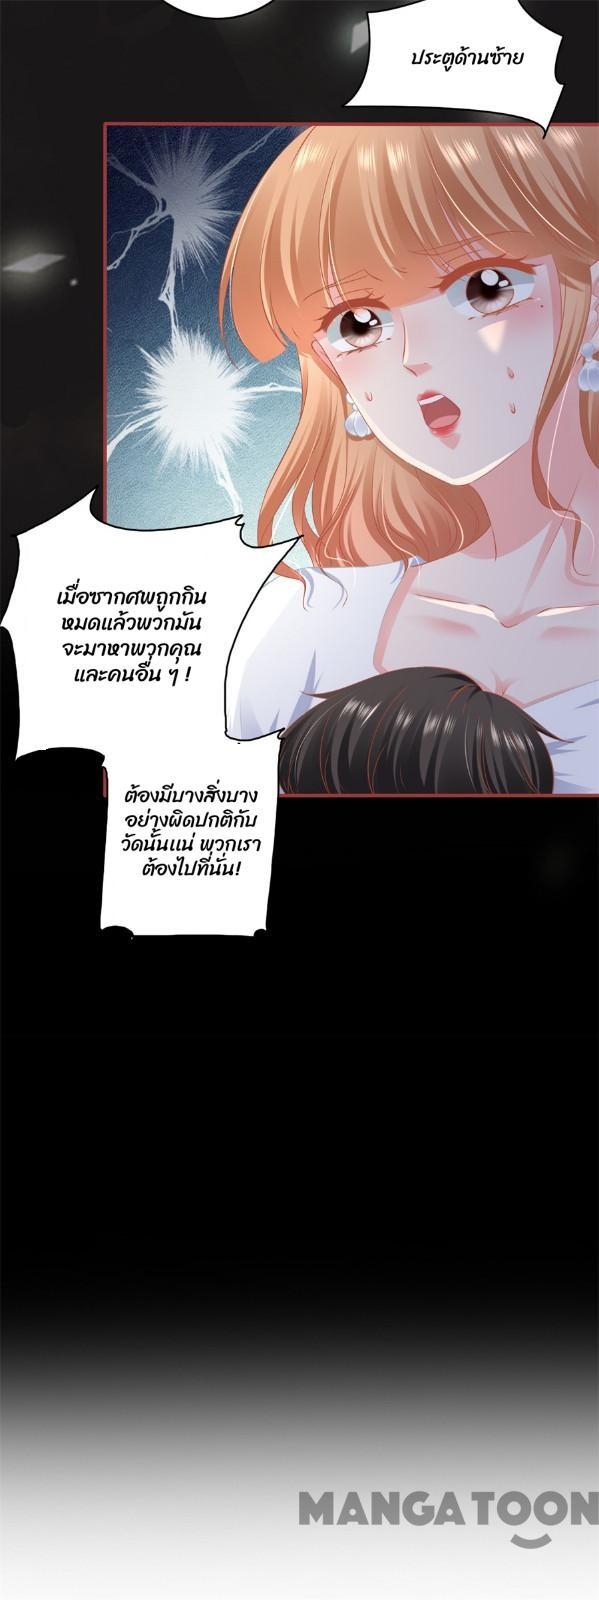 ประตูด้านซ้าย
เมื่อซากศพถูกกิน
หมดแล้วพวกมัน
จะมาหาพวกคุณ
และคนอื่น ๆ !
ต้องมีบางสิ่งบาง
อย่างผิดปกติกับ
วัดนั้นแน่ พวกเรา
ต้องไปที่นั่น!
MANGATOON